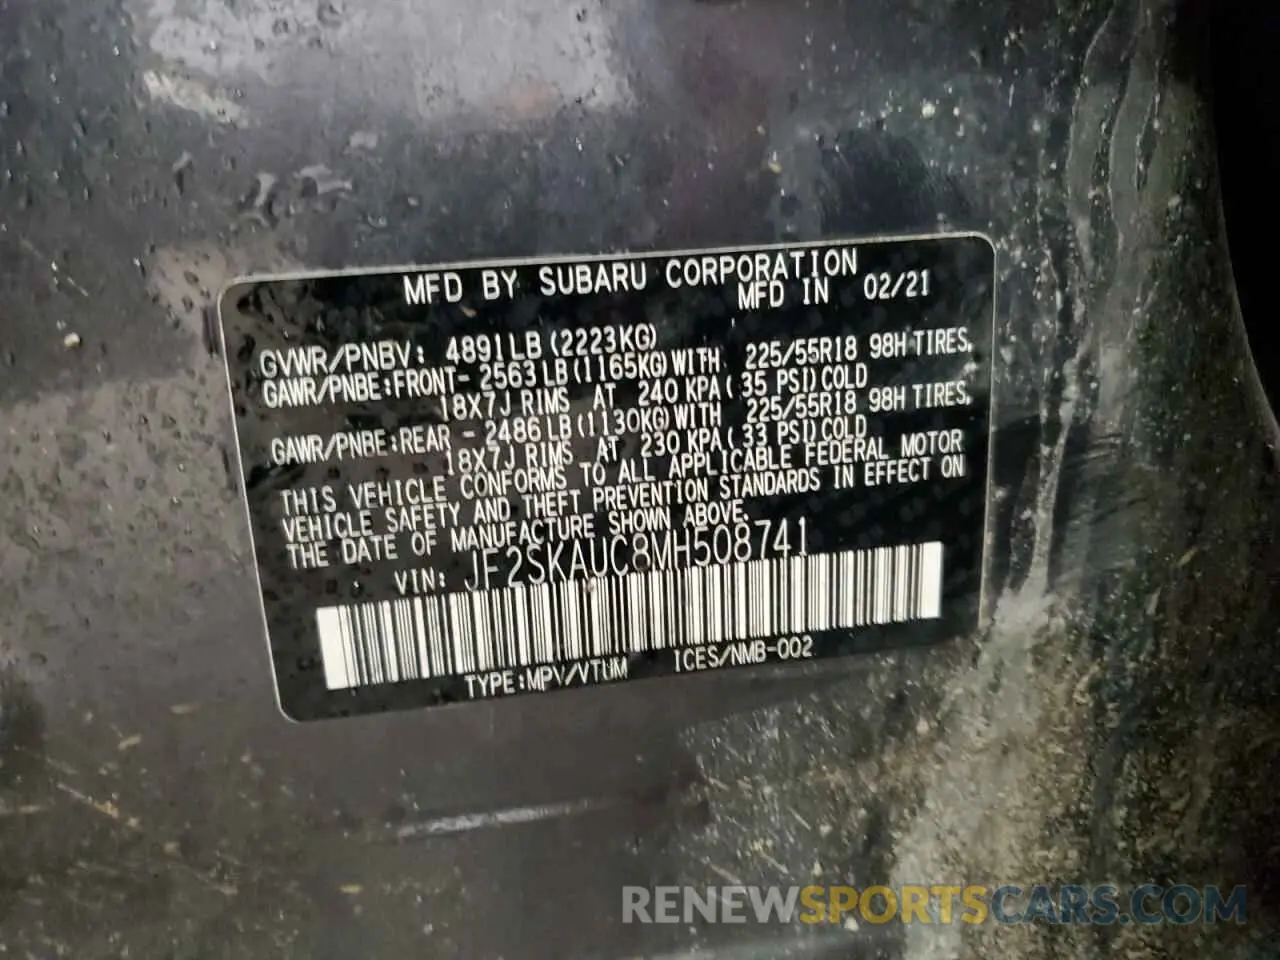 MFD BY SUBARU CORPORATION
MFD IN 02/21
GVWR/PNBV: 4891LB (2223KG)
GAWR/PNBE:FRONT- 2563 LB (1165KG) WITH 225/55R18 98H TIRES,
18X7J RIMS AT 240 KPA ( 35 PSI) COLD
GAWR/PNBE:REAR - 2486 LB (1130KG) WITH 225/55R18 98H TIRES,
18X7J RIMS AT 230 KPA ( 33 PSI) COLD
THIS VEHICLE CONFORMS TO ALL APPLICABLE FEDERAL MOTOR
VEHICLE SAFETY AND THEFT PREVENTION STANDARDS IN EFFECT ON
THE DATE OF MANUFACTURE SHOWN ABOVE.
VIN: JF2SKAUC8MH508741
TYPE:MPV/VTUM ICES/NMB-002
RENEWSPORTSCARS.COM